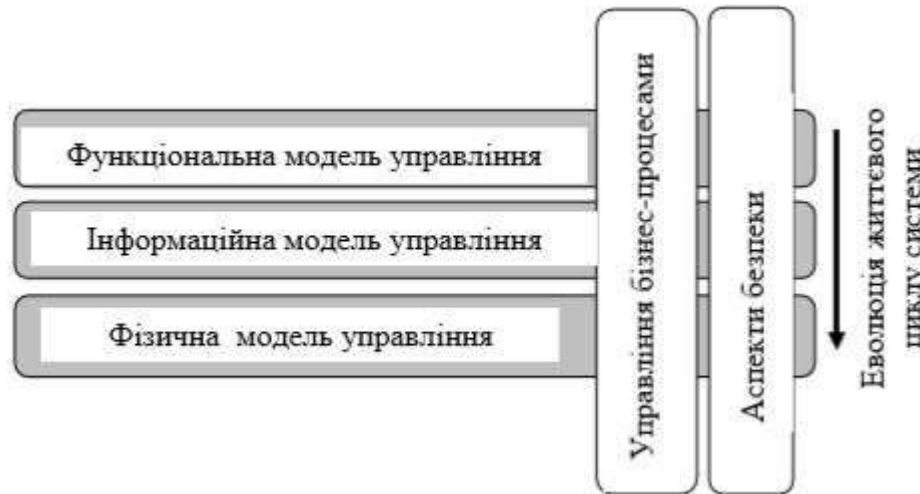 Функціональна модель управління
Інформаційна модель управління
Фізична модель управління
Управління бізнес-процесами
Аспекти безпеки
Еволюція життєвого
циклу системи